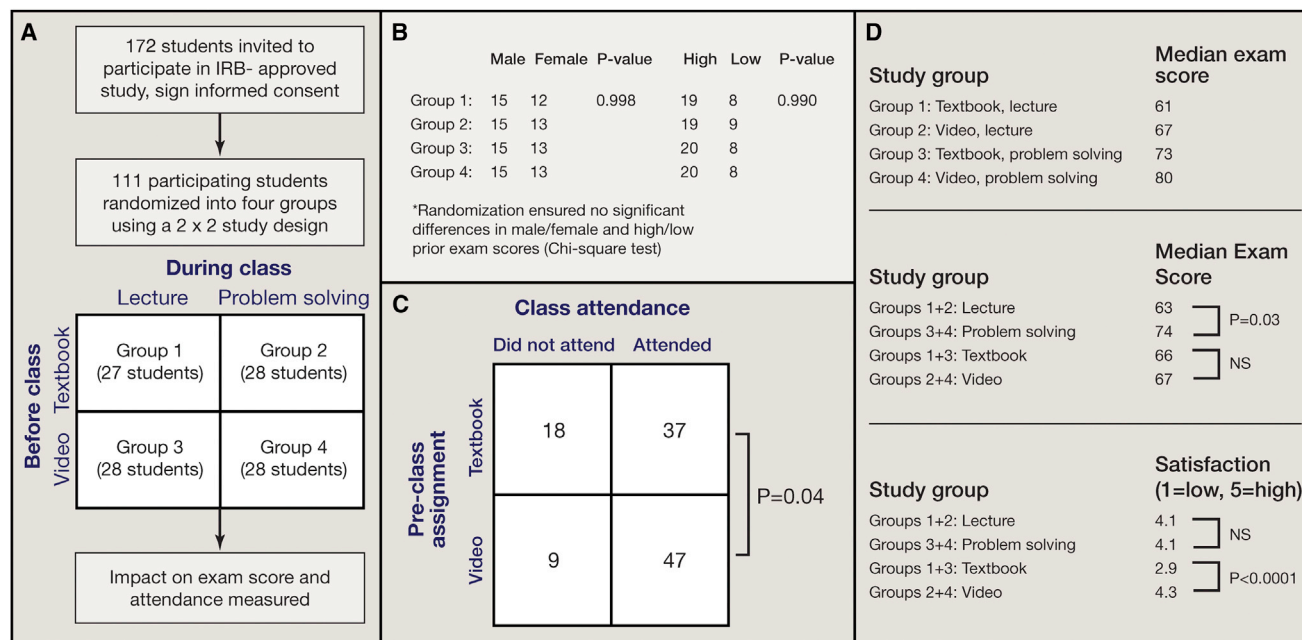 A
172 students invited to
participate in IRB- approved
study, sign informed consent
111 participating students
randomized into four groups
using a 2 x 2 study design
During class
Lecture Problem solving
Before class
Textbook
Video
Group 1
(27 students)
Group 2
(28 students)
Group 3
(28 students)
Group 4
(28 students)
Impact on exam score and
attendance measured
B
Male Female P-value High Low P-value
Group 1: 15 12 0.998 19 8 0.990
Group 2: 15 13 19 9
Group 3: 15 13 20 8
Group 4: 15 13 20 8
*Randomization ensured no significant
differences in male/female and high/low
prior exam scores (Chi-square test)
C
Class attendance
Did not attend Attended
Pre-class
assignment
Textbook
Video
18 37
9 47
P=0.04
D
Study group Median exam
score
Group 1: Textbook, lecture 61
Group 2: Video, lecture 67
Group 3: Textbook, problem solving 73
Group 4: Video, problem solving 80
Study group Median Exam
Score
Groups 1+2: Lecture 63
Groups 3+4: Problem solving 74
P=0.03
Groups 1+3: Textbook 66
Groups 2+4: Video 67
NS
Study group Satisfaction
(1=low, 5=high)
Groups 1+2: Lecture 4.1
Groups 3+4: Problem solving 4.1
NS
Groups 1+3: Textbook 2.9
Groups 2+4: Video 4.3
P<0.0001